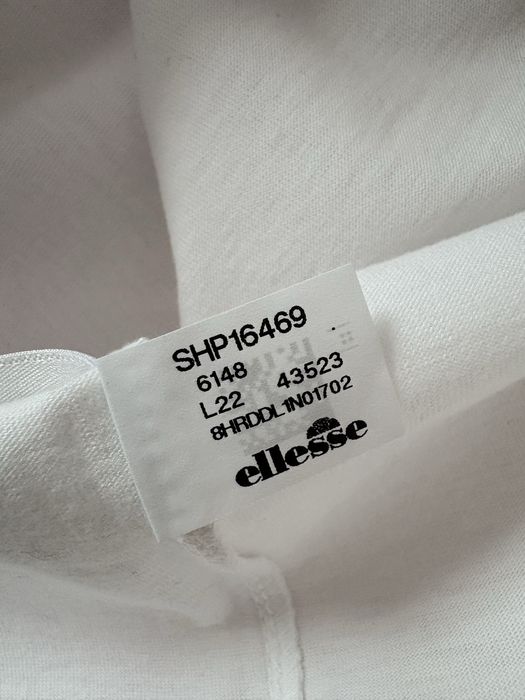 SHP16469
6148
L22 43523
8HRDDL1N01702
ellesse